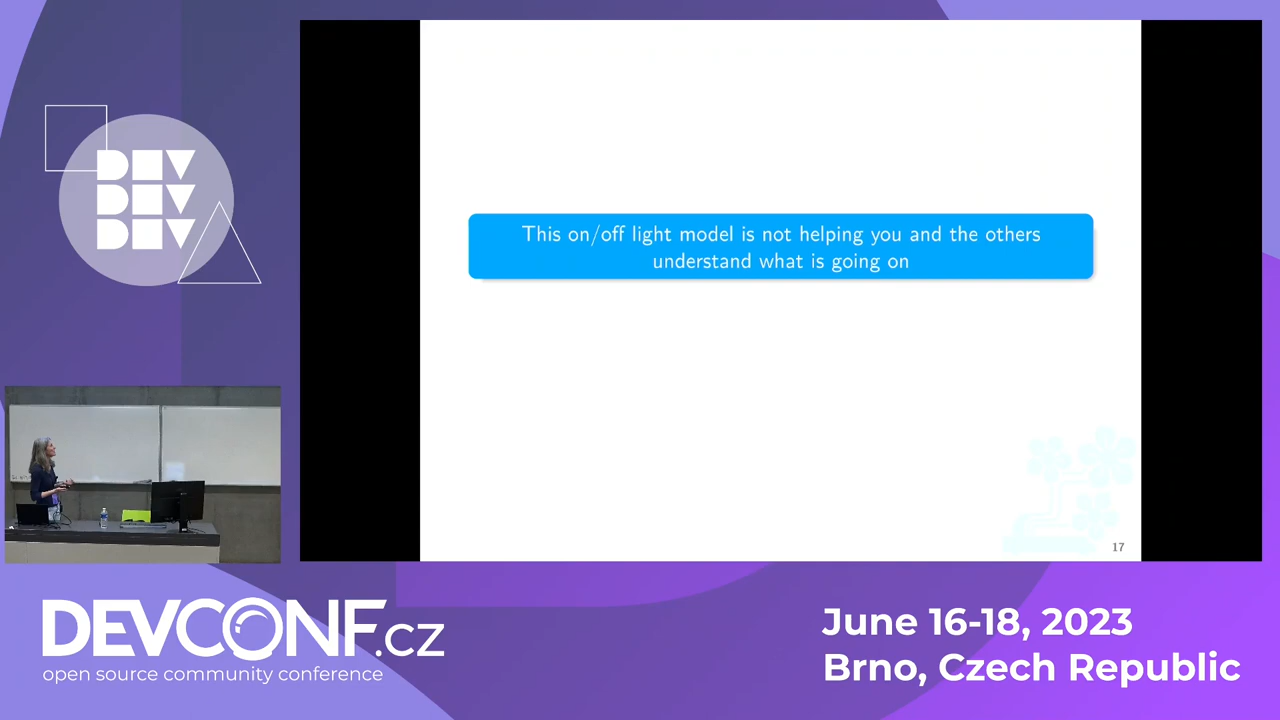 DEV
DEV
DEV
This on/off light model is not helping you and the others
understand what is going on
17
DEVCONF.cz
open source community conference
June 16-18, 2023
Brno, Czech Republic